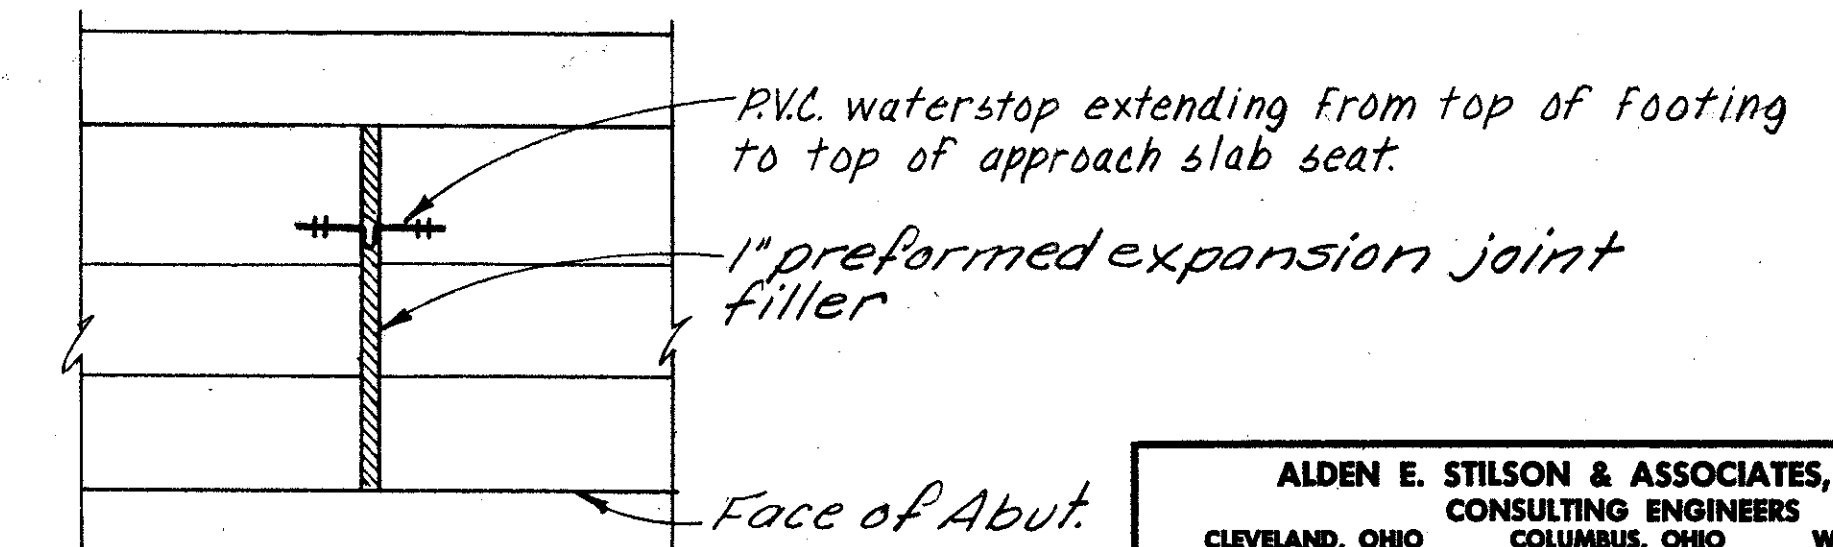 P.V.C. waterstop extending from top of footing
to top of approach slab seat.
1" preformed expansion joint
filler
Face of Abut.
ALDEN E. STILSON & ASSOCIATES,
CONSULTING ENGINEERS
CLEVELAND, OHIO COLUMBUS, OHIO